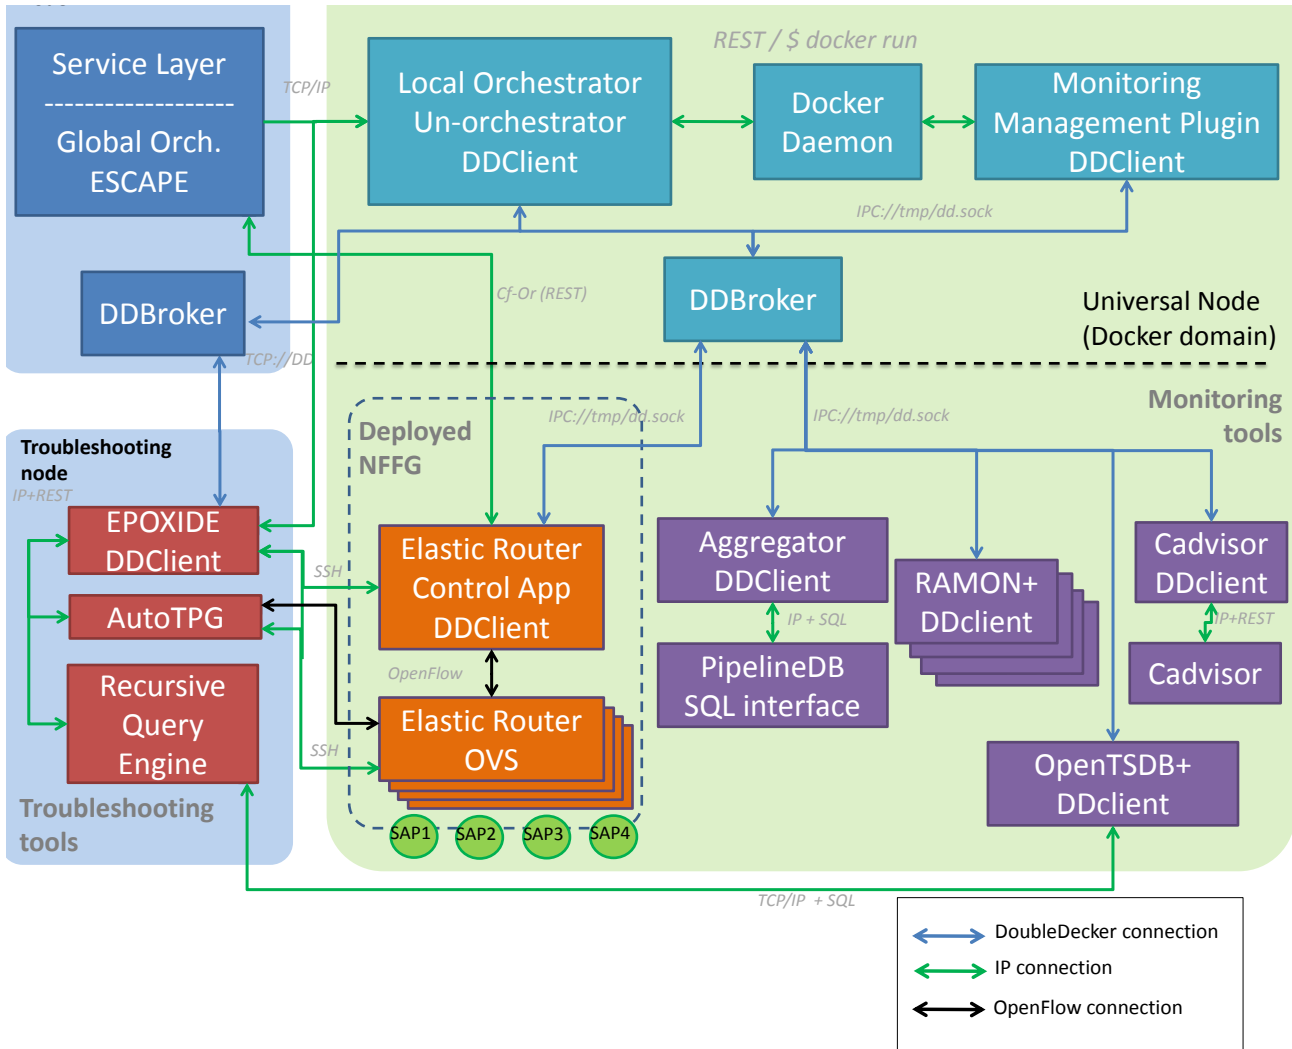 Service Layer
-------------------
Global Orch.
ESCAPE
TCP/IP
Local Orchestrator
Un-orchestrator
DDClient
REST / $ docker run
Docker
Daemon
Monitoring
Management Plugin
DDClient
IPC://tmp/dd.sock
DDBroker
TCP://DD
Cf-Or (REST)
DDBroker
Universal Node
(Docker domain)
Troubleshooting
node
IP+REST
EPOXIDE
DDClient
AutoTPG
Recursive
Query
Engine
Troubleshooting
tools
SSH
SSH
Deployed
NFFG
IPC://tmp/dd.sock
Elastic Router
Control App
DDClient
OpenFlow
Elastic Router
OVS
SAP1
SAP2
SAP3
SAP4
IPC://tmp/dd.sock
Monitoring
tools
Aggregator
DDClient
IP + SQL
PipelineDB
SQL interface
RAMON+
DDclient
Cadvisor
DDclient
IP+REST
Cadvisor
OpenTSDB+
DDclient
TCP/IP + SQL
DoubleDecker connection
IP connection
OpenFlow connection